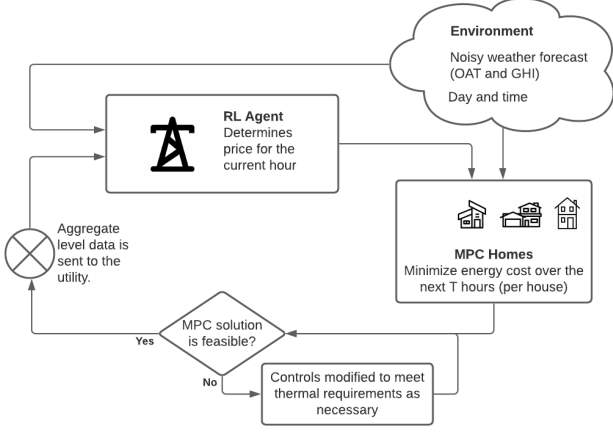 Environment
Noisy weather forecast
(OAT and GHI)
Day and time
RL Agent
Determines
price for the
current hour
MPC Homes
Minimize energy cost over the
next T hours (per house)
Aggregate
level data is
sent to the
utility.
MPC solution
is feasible?
Yes
No
Controls modified to meet
thermal requirements as
necessary